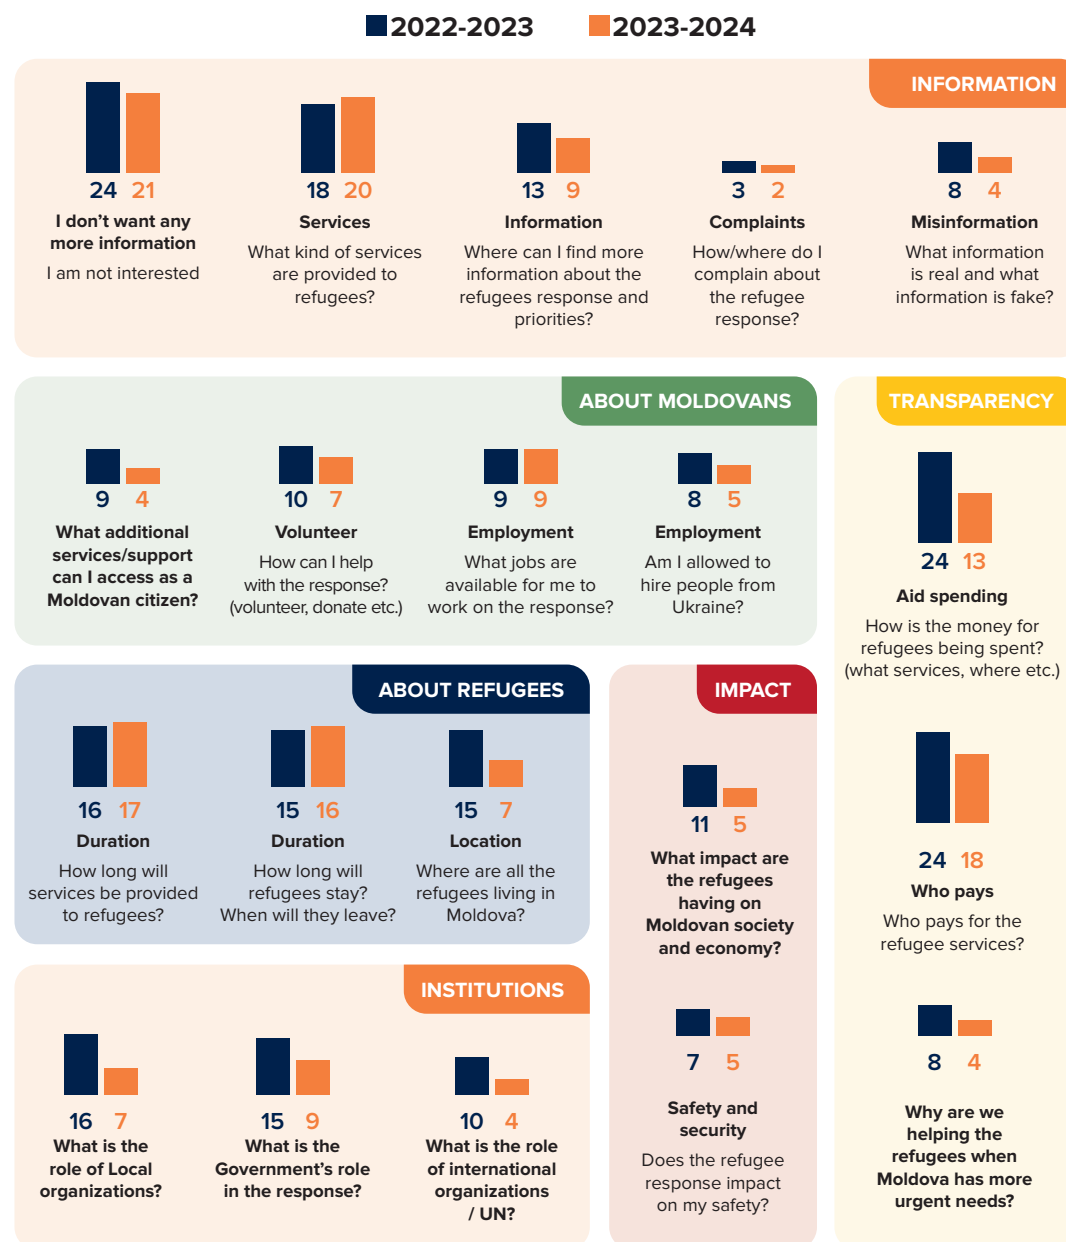 2022-2023 2023-2024
INFORMATION
24 21
I don’t want any
more information
I am not interested
18 20
Services
What kind of services
are provided to
refugees?
13 9
Information
Where can I find more
information about the
refugees response and
priorities?
3 2
Complaints
How/where do I
complain about
the refugee
response?
8 4
Misinformation
What information
is real and what
information is fake?
ABOUT MOLDOVANS
9 4
What additional
services/support
can I access as a
Moldovan citizen?
10 7
Volunteer
How can I help
with the response?
(volunteer, donate etc.)
9 9
Employment
What jobs are
available for me to
work on the response?
8 5
Employment
Am I allowed to
hire people from
Ukraine?
TRANSPARENCY
24 13
Aid spending
How is the money for
refugees being spent?
(what services, where etc.)
24 18
Who pays
Who pays for the
refugee services?
8 4
Why are we
helping the
refugees when
Moldova has more
urgent needs?
ABOUT REFUGEES
16 17
Duration
How long will
services be provided
to refugees?
15 16
Duration
How long will
refugees stay?
When will they leave?
15 7
Location
Where are all the
refugees living in
Moldova?
IMPACT
11 5
What impact are
the refugees
having on
Moldovan society
and economy?
7 5
Safety and
security
Does the refugee
response impact
on my safety?
INSTITUTIONS
16 7
What is the
role of Local
organizations?
15 9
What is the
Government’s role
in the response?
10 4
What is the role
of international
organizations
/ UN?